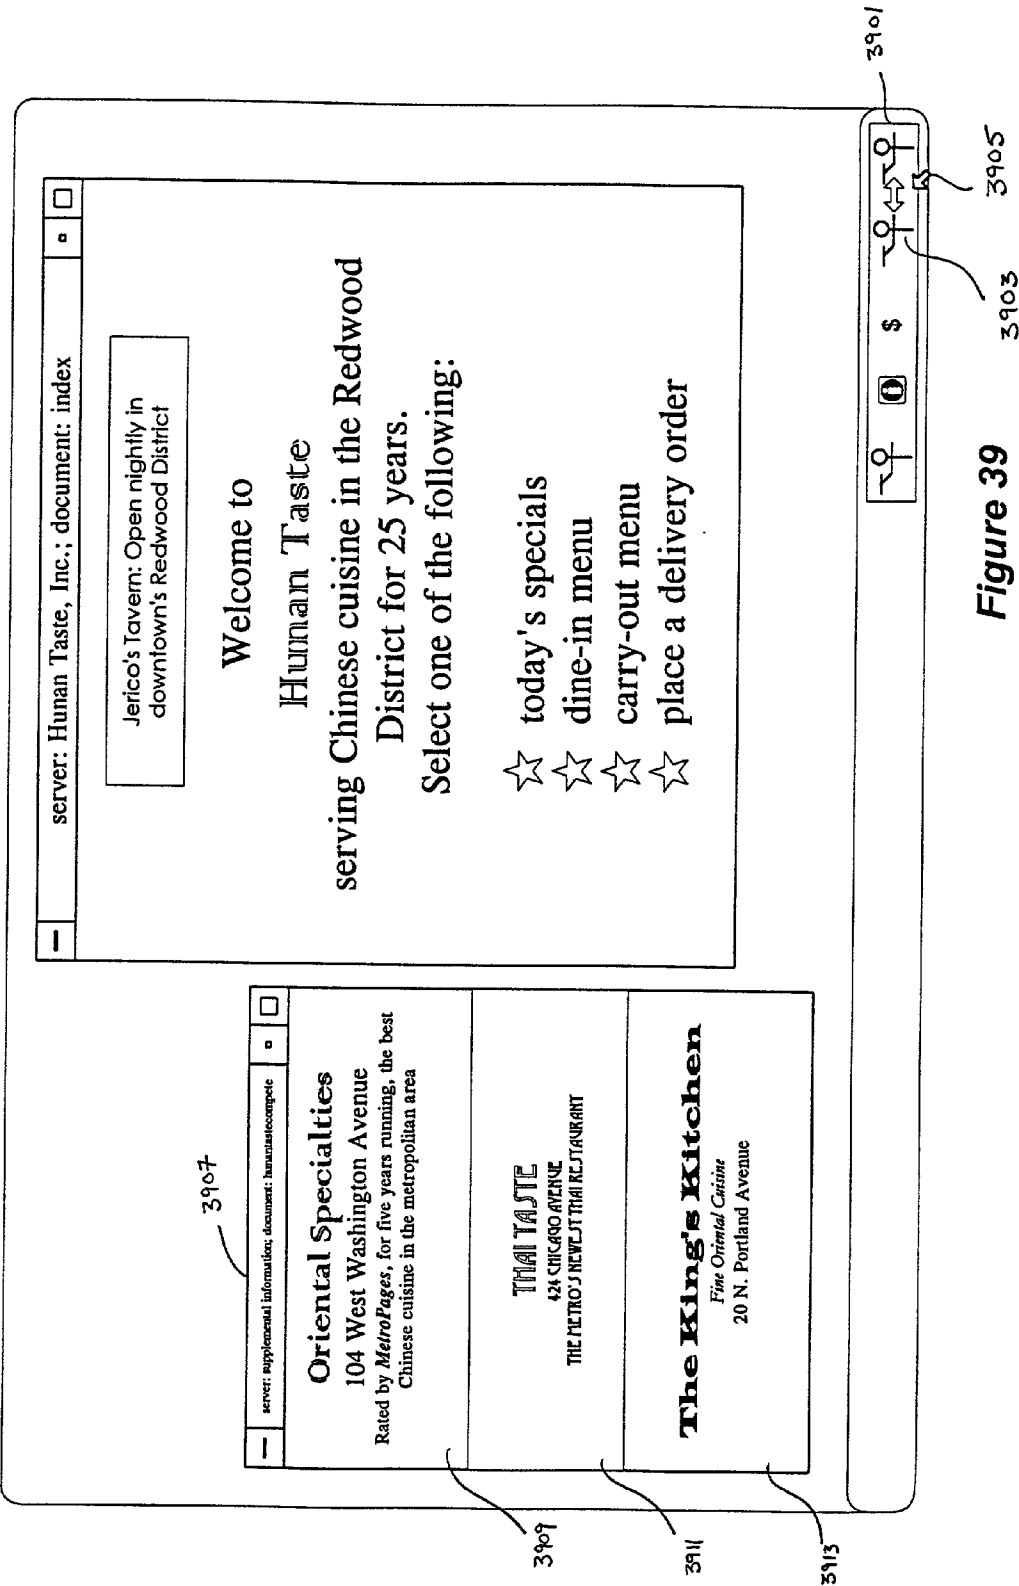 server: Hunan Taste, Inc.; document: index
Jerico's Tavern: Open nightly in
downtown's Redwood District
Welcome to
Hunan Taste
serving Chinese cuisine in the Redwood
District for 25 years.
Select one of the following:
☆ today's specials
☆ dine-in menu
☆ carry-out menu
☆ place a delivery order
3907
server: supplemental information; document: hunantastecompete
Oriental Specialties
104 West Washington Avenue
Rated by MetroPages, for five years running, the best
Chinese cuisine in the metropolitan area
THAI TASTE
424 CHICAGO AVENUE
THE METRO'S NEWEST THAI RESTAURANT
The King's Kitchen
Fine Oriental Cuisine
20 N. Portland Avenue
3909
3911
3913
$
3901
3903
3905
Figure 39